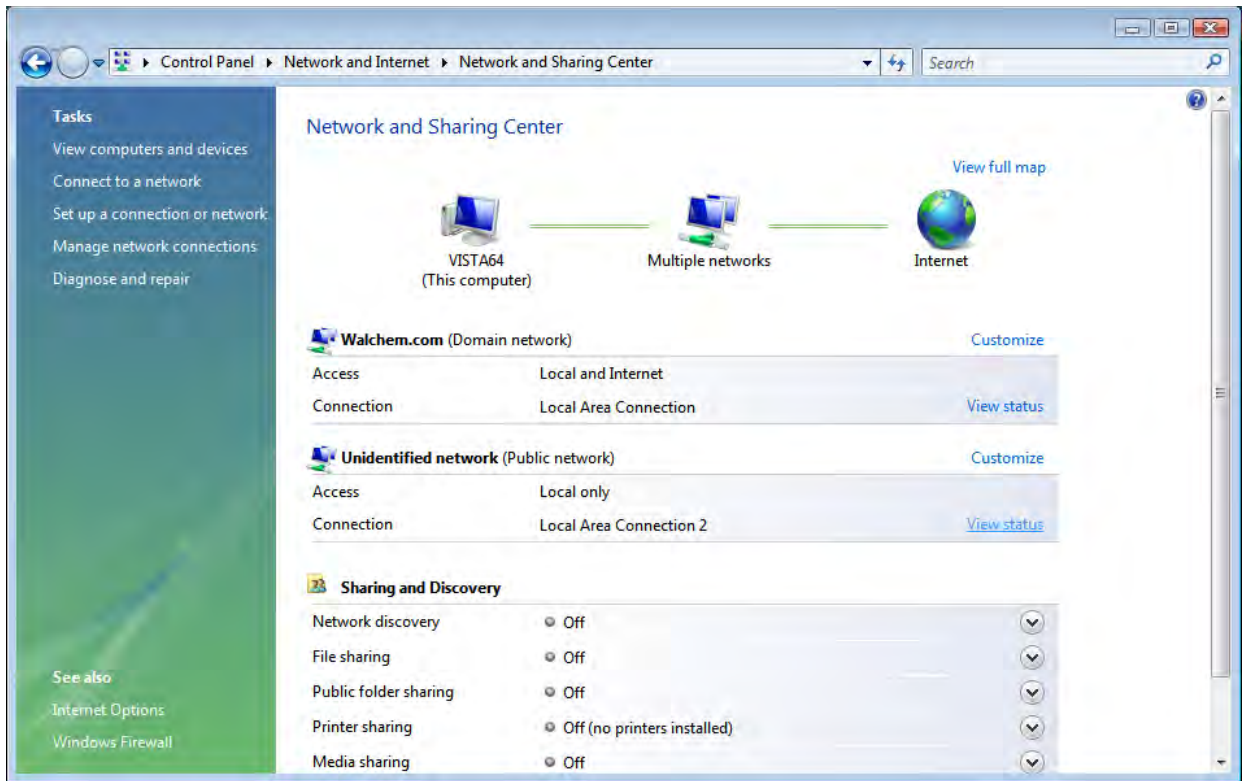 Control Panel Network and Internet Network and Sharing Center Search
Tasks
View computers and devices
Connect to a network
Set up a connection or network
Manage network connections
Diagnose and repair
See also
Internet Options
Windows Firewall
Network and Sharing Center
View full map
VISTA64
(This computer)
Multiple networks
Internet
Walchem.com (Domain network) Customize
Access Local and Internet
Connection Local Area Connection View status
Unidentified network (Public network) Customize
Access Local only
Connection Local Area Connection 2 View status
Sharing and Discovery
Network discovery Off
File sharing Off
Public folder sharing Off
Printer sharing Off (no printers installed)
Media sharing Off